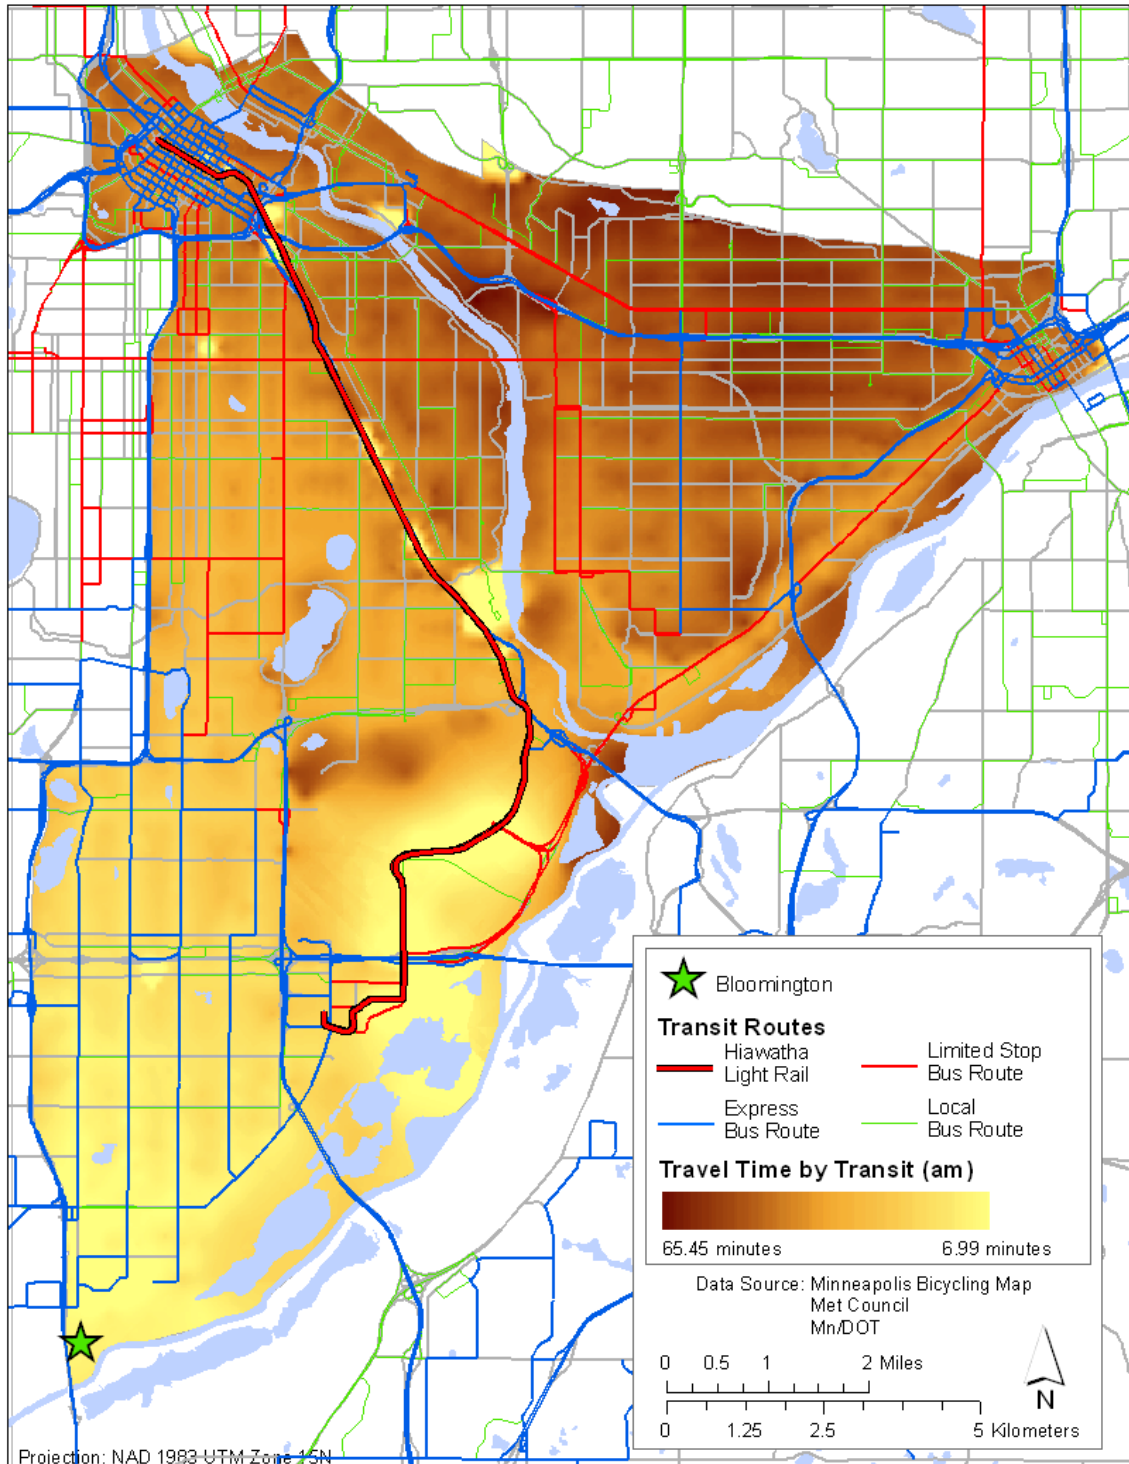 Bloomington
Transit Routes
Hiawatha
Light Rail
Limited Stop
Bus Route
Express
Bus Route
Local
Bus Route
Travel Time by Transit (am)
65.45 minutes
6.99 minutes
Data Source: Minneapolis Bicycling Map
Met Council
Mn/DOT
0 0.5 1 2 Miles
0 1.25 2.5 5 Kilometers
N
Projection: NAD 1983 UTM Zone 15N